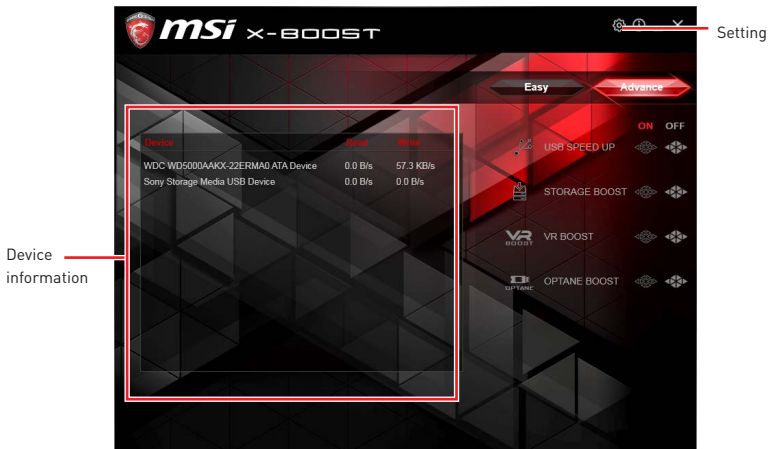 msi X-BOOST
Setting
Easy Advance
ON OFF
Device Read Write
WDC WD5000AAKX-22ERMA0 ATA Device 0.0 B/s 57.3 KB/s
Sony Storage Media USB Device 0.0 B/s 0.0 B/s
USB SPEED UP
STORAGE BOOST
VR BOOST
VR BOOST
OPTANE
OPTANE BOOST
Device
information